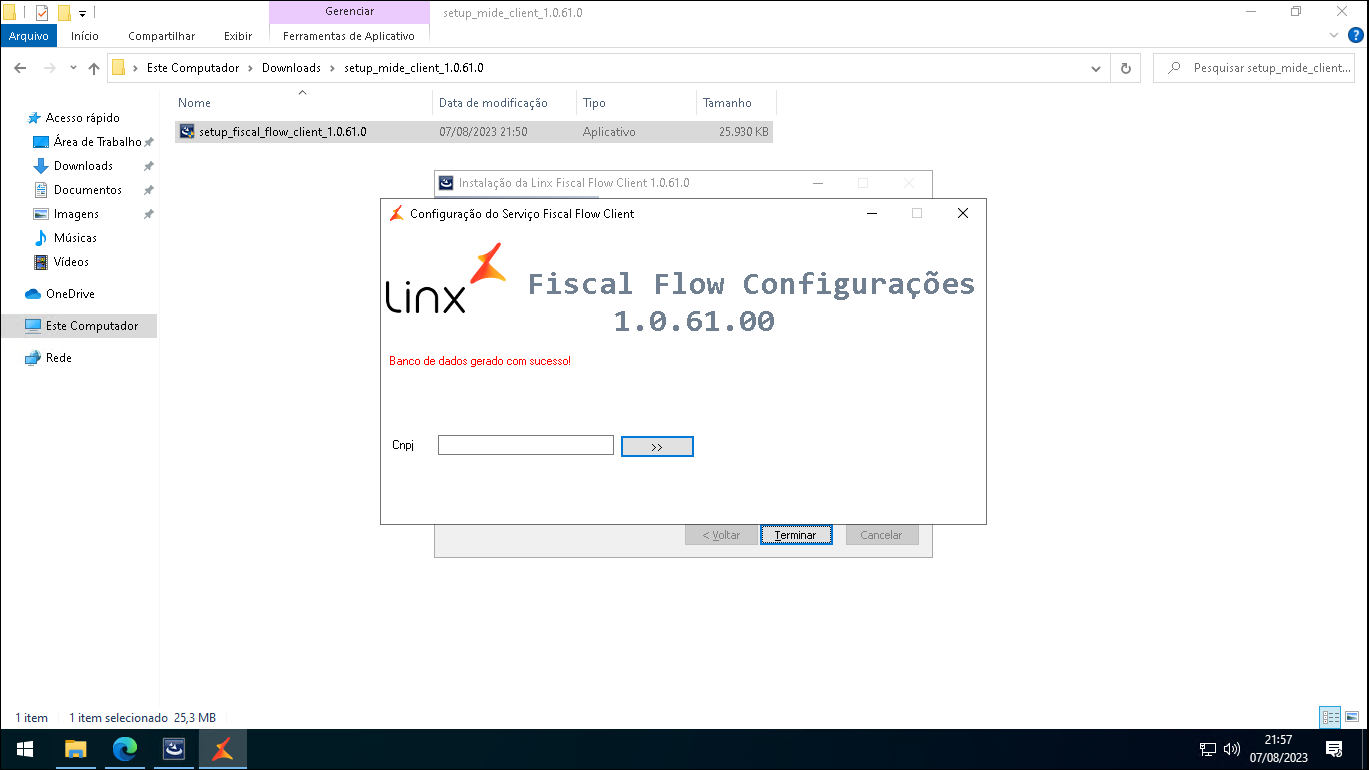 Gerenciar
setup_mide_client_1.0.61.0
Arquivo
Início
Compartilhar
Exibir
Ferramentas de Aplicativo
?
Este Computador > Downloads > setup_mide_client_1.0.61.0
Pesquisar setup_mide_client...
Nome
Data de modificação
Tipo
Tamanho
setup_fiscal_flow_client_1.0.61.0
07/08/2023 21:50
Aplicativo
25.930 KB
Acesso rápido
Área de Trabalho
Downloads
Documentos
Imagens
Músicas
Vídeos
OneDrive
Este Computador
Rede
Instalação da Linx Fiscal Flow Client 1.0.61.0
Configuração do Serviço Fiscal Flow Client
Linx
Fiscal Flow Configurações
1.0.61.00
Banco de dados gerado com sucesso!
Cnpj
>>
< Voltar
Terminar
Cancelar
1 item
1 item selecionado 25,3 MB
21:57
07/08/2023